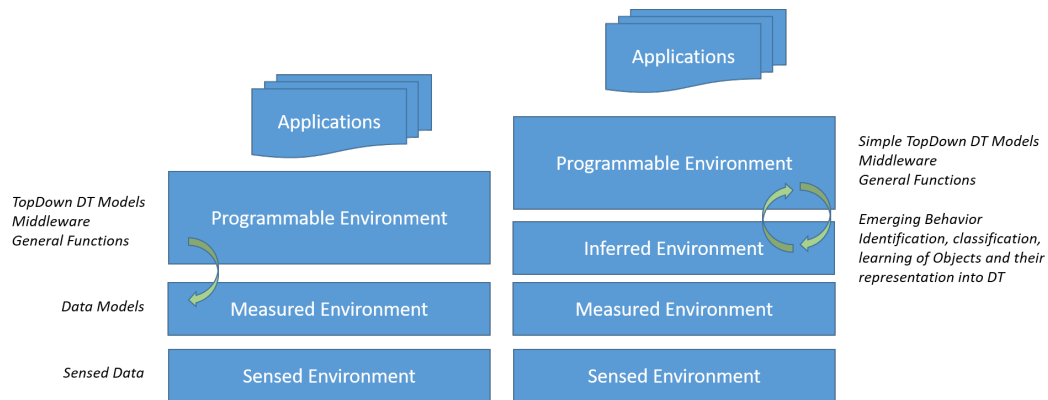 Applications
Programmable Environment
TopDown DT Models
Middleware
General Functions
Measured Environment
Data Models
Sensed Environment
Sensed Data
Applications
Programmable Environment
Simple TopDown DT Models
Middleware
General Functions
Inferred Environment
Emerging Behavior
Identification, classification,
learning of Objects and their
representation into DT
Measured Environment
Sensed Environment